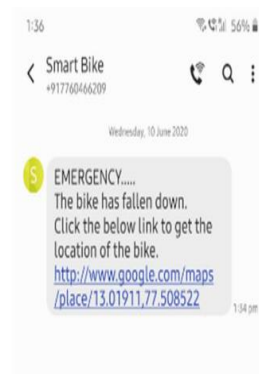 1:36 56%
Smart Bike
+917760466209
Wednesday, 10 June 2020
S
EMERGENCY.....
The bike has fallen down.
Click the below link to get the
location of the bike.
http://www.google.com/maps
/place/13.01911,77.508522
1:34 pm